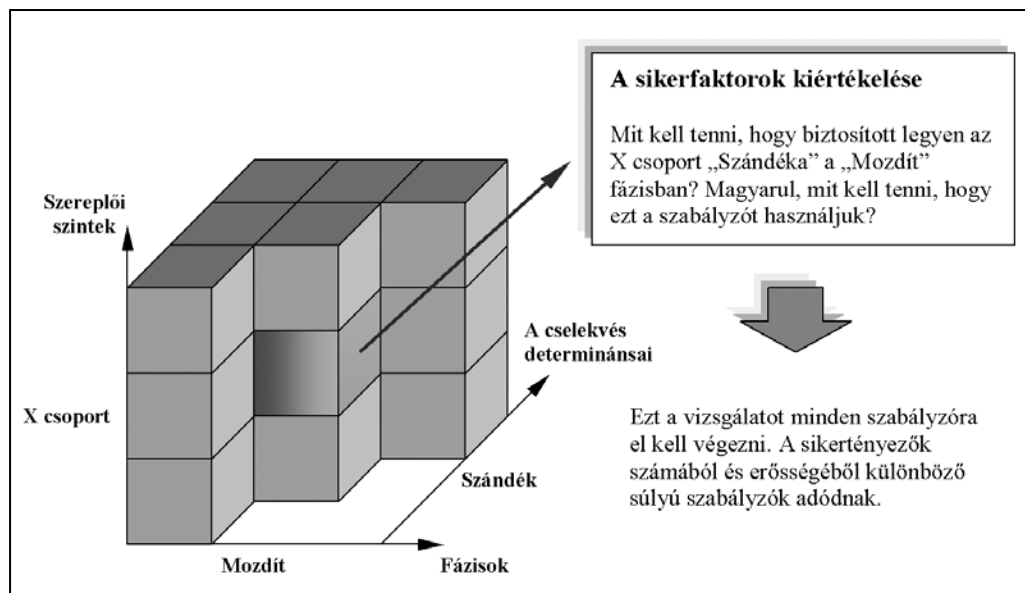 A sikerfaktorok kiértékelése
Mit kell tenni, hogy biztosított legyen az
X csoport „Szándéka” a „Mozdít”
fázisban? Magyarul, mit kell tenni, hogy
ezt a szabályzót használjuk?
Szereplői
szintek
A cselekvés
determinánsai
X csoport
Ezt a vizsgálatot minden szabályzóra
el kell végezni. A sikertényezők
számából és erősségéből különböző
súlyú szabályzók adódnak.
Szándék
Mozdít
Fázisok